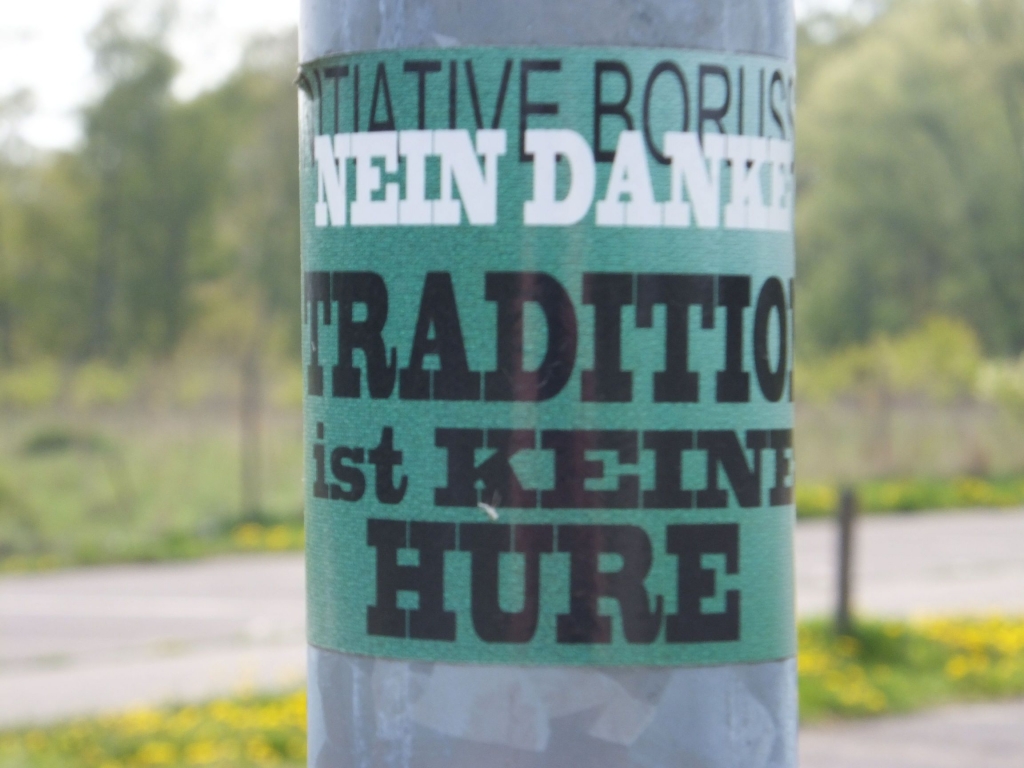 ITIATIVE BORUSS
NEIN DANKE
TRADITIO
ist KEINE
HURE